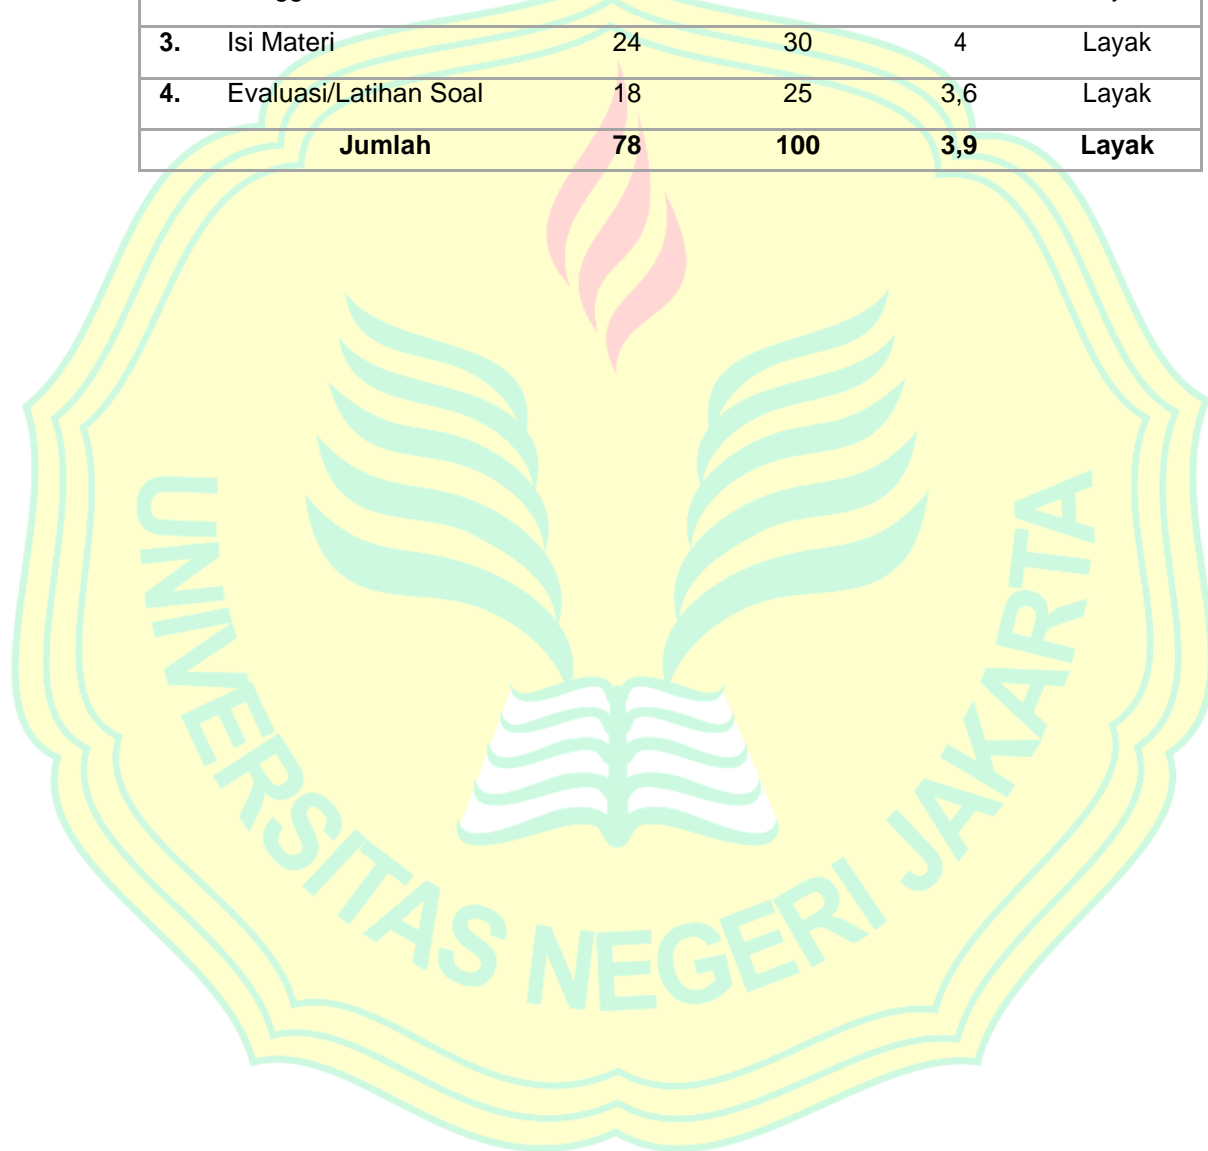 3. Isi Materi 24 30 4 Layak
4. Evaluasi/Latihan Soal 18 25 3,6 Layak
Jumlah 78 100 3,9 Layak
UNIVERSITAS NEGERI JAKARTA